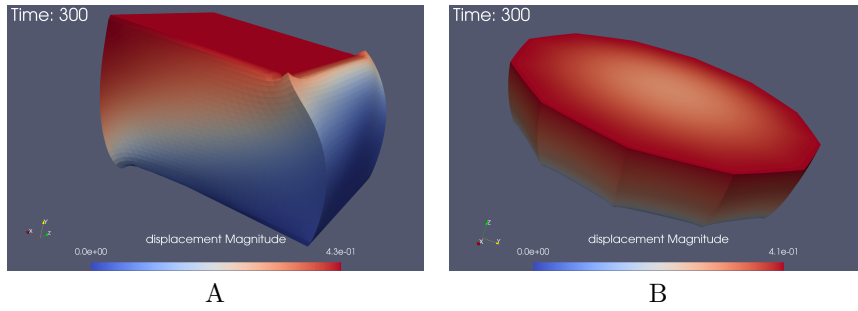 Time: 300
displacement Magnitude
0.0e+00
4.3e-01
A
Time: 300
displacement Magnitude
0.0e+00
4.1e-01
B